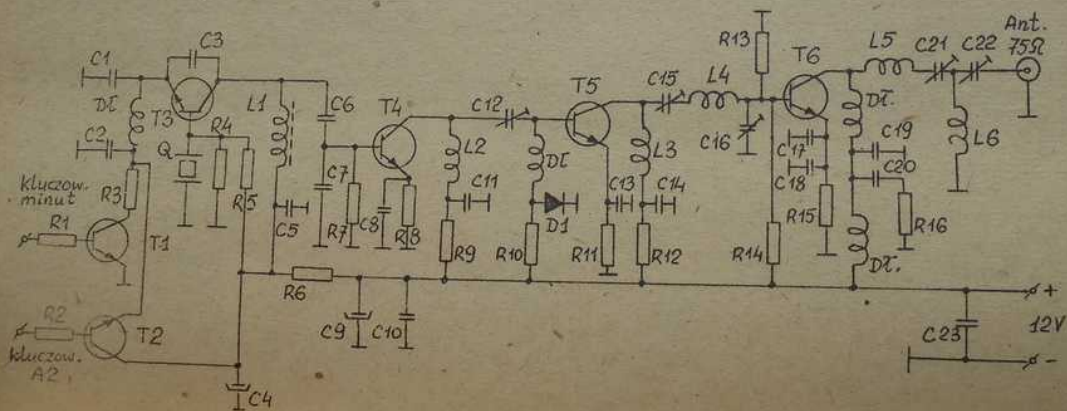 C1
C3
Dł
T3
C2
R4
Q
R3
R5
kluczow.
minut
R1
T1
R2
T2
kluczow.
A2
C4
L1
C5
C6
C7
R7
T4
C8
R8
R6
C9
C10
L2
C11
R9
C12
Dł
D1
R10
T5
C13
R11
C15
L3
C14
R12
L4
C16
R13
R14
T6
C17
C18
R15
L5
Dł.
C19
C20
R16
Dł.
C21
C22
L6
Ant.
75Ω
C23
+
12V
-